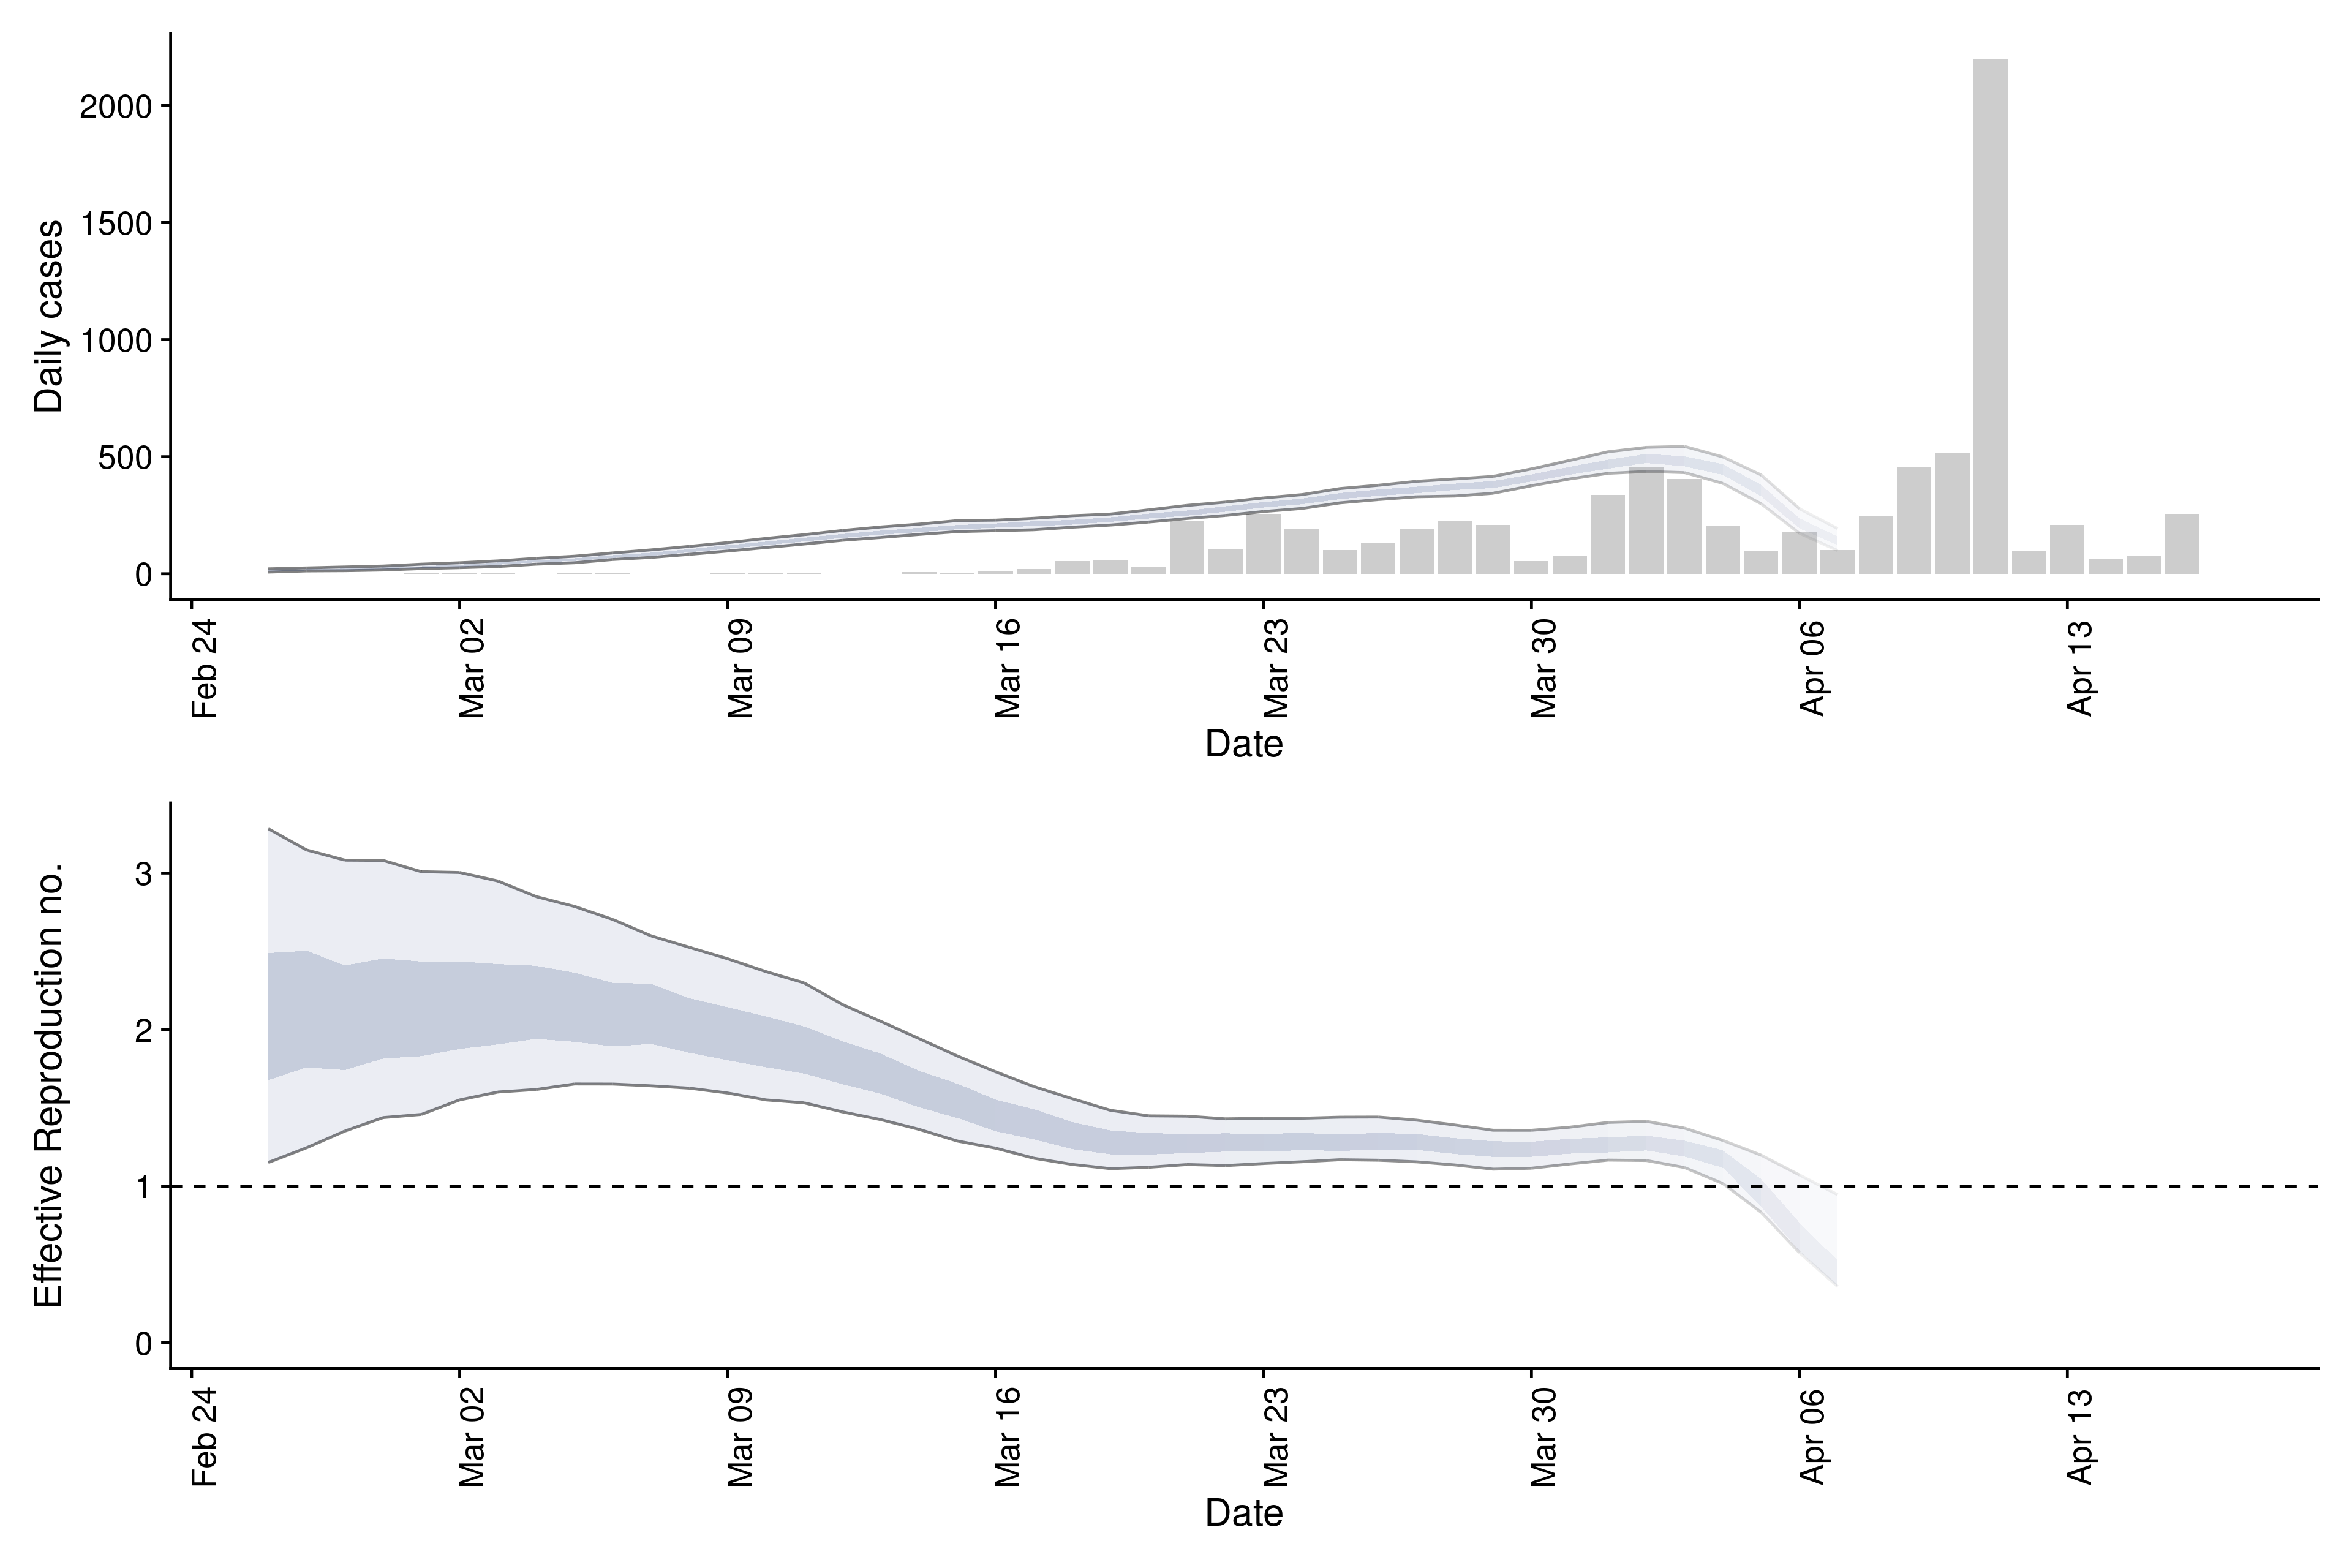 Daily cases
2000
1500
1000
500
0
Feb 24
Mar 02
Mar 09
Mar 16
Mar 23
Mar 30
Apr 06
Apr 13
Date
Effective Reproduction no.
3
2
1
0
Feb 24
Mar 02
Mar 09
Mar 16
Mar 23
Mar 30
Apr 06
Apr 13
Date